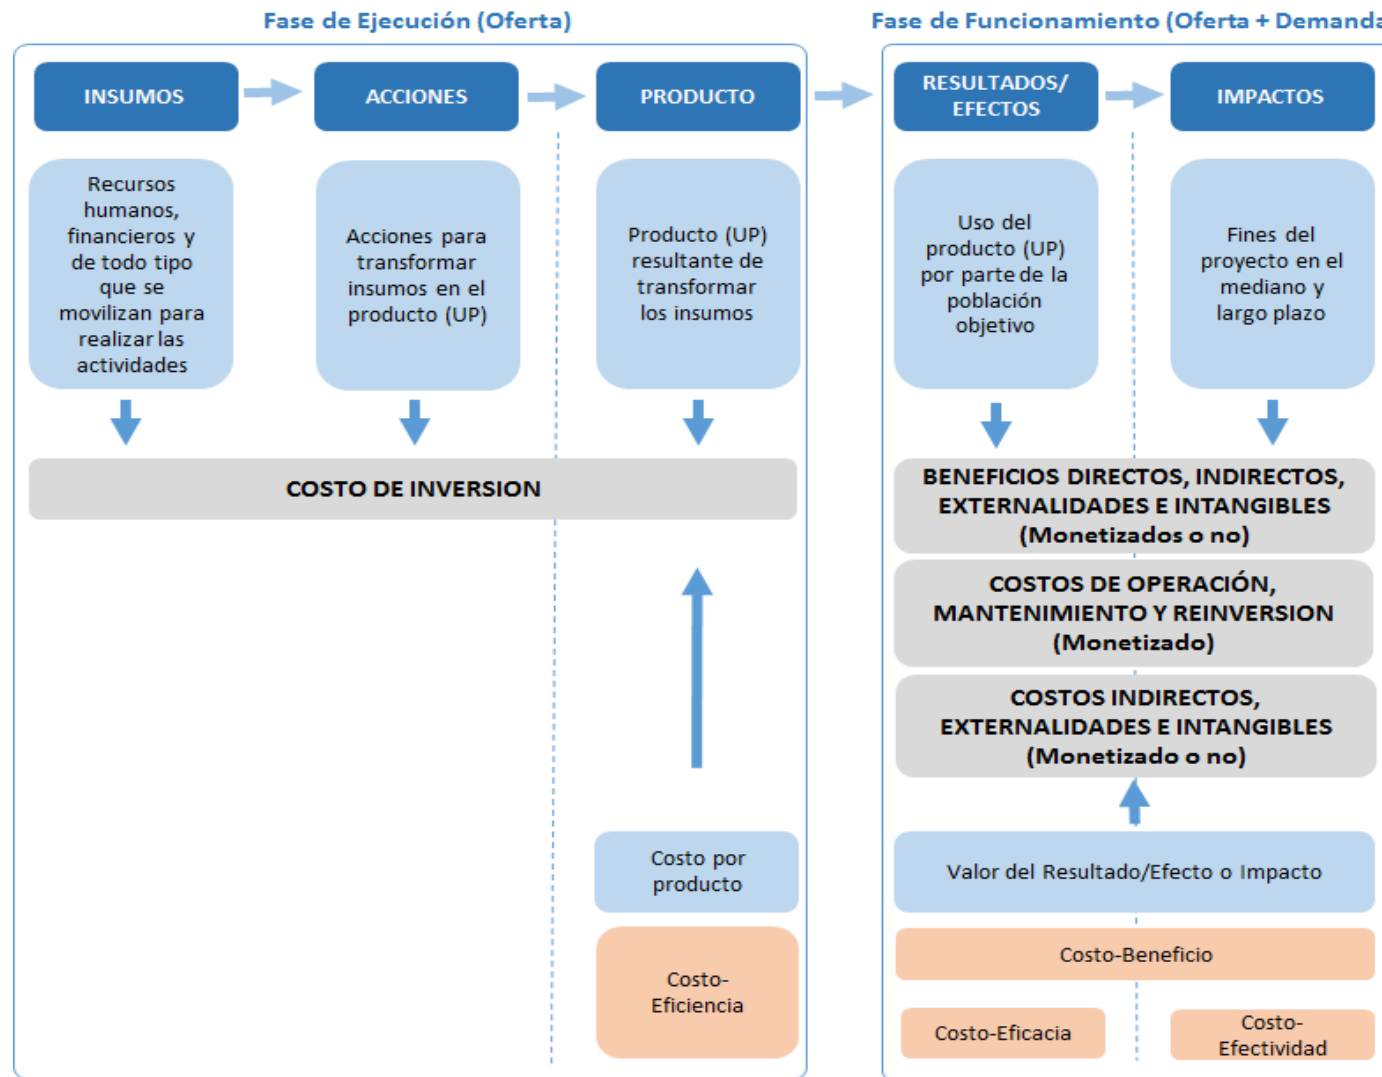 Fase de Ejecución (Oferta)
Fase de Funcionamiento (Oferta + Demanda
INSUMOS
ACCIONES
PRODUCTO
RESULTADOS/
EFECTOS
IMPACTOS
Recursos
humanos,
financieros y
de todo tipo
que se
movilizan para
realizar las
actividades
Acciones para
transformar
insumos en el
producto (UP)
Producto (UP)
resultante de
transformar
los insumos
Uso del
producto (UP)
por parte de la
población
objetivo
Fines del
proyecto en el
mediano y
largo plazo
COSTO DE INVERSION
BENEFICIOS DIRECTOS, INDIRECTOS,
EXTERNALIDADES E INTANGIBLES
(Monetizados o no)
COSTOS DE OPERACIÓN,
MANTENIMIENTO Y REINVERSION
(Monetizado)
COSTOS INDIRECTOS,
EXTERNALIDADES E INTANGIBLES
(Monetizado o no)
Costo por
producto
Valor del Resultado/Efecto o Impacto
Costo-
Eficiencia
Costo-Beneficio
Costo-Eficacia
Costo-
Efectividad